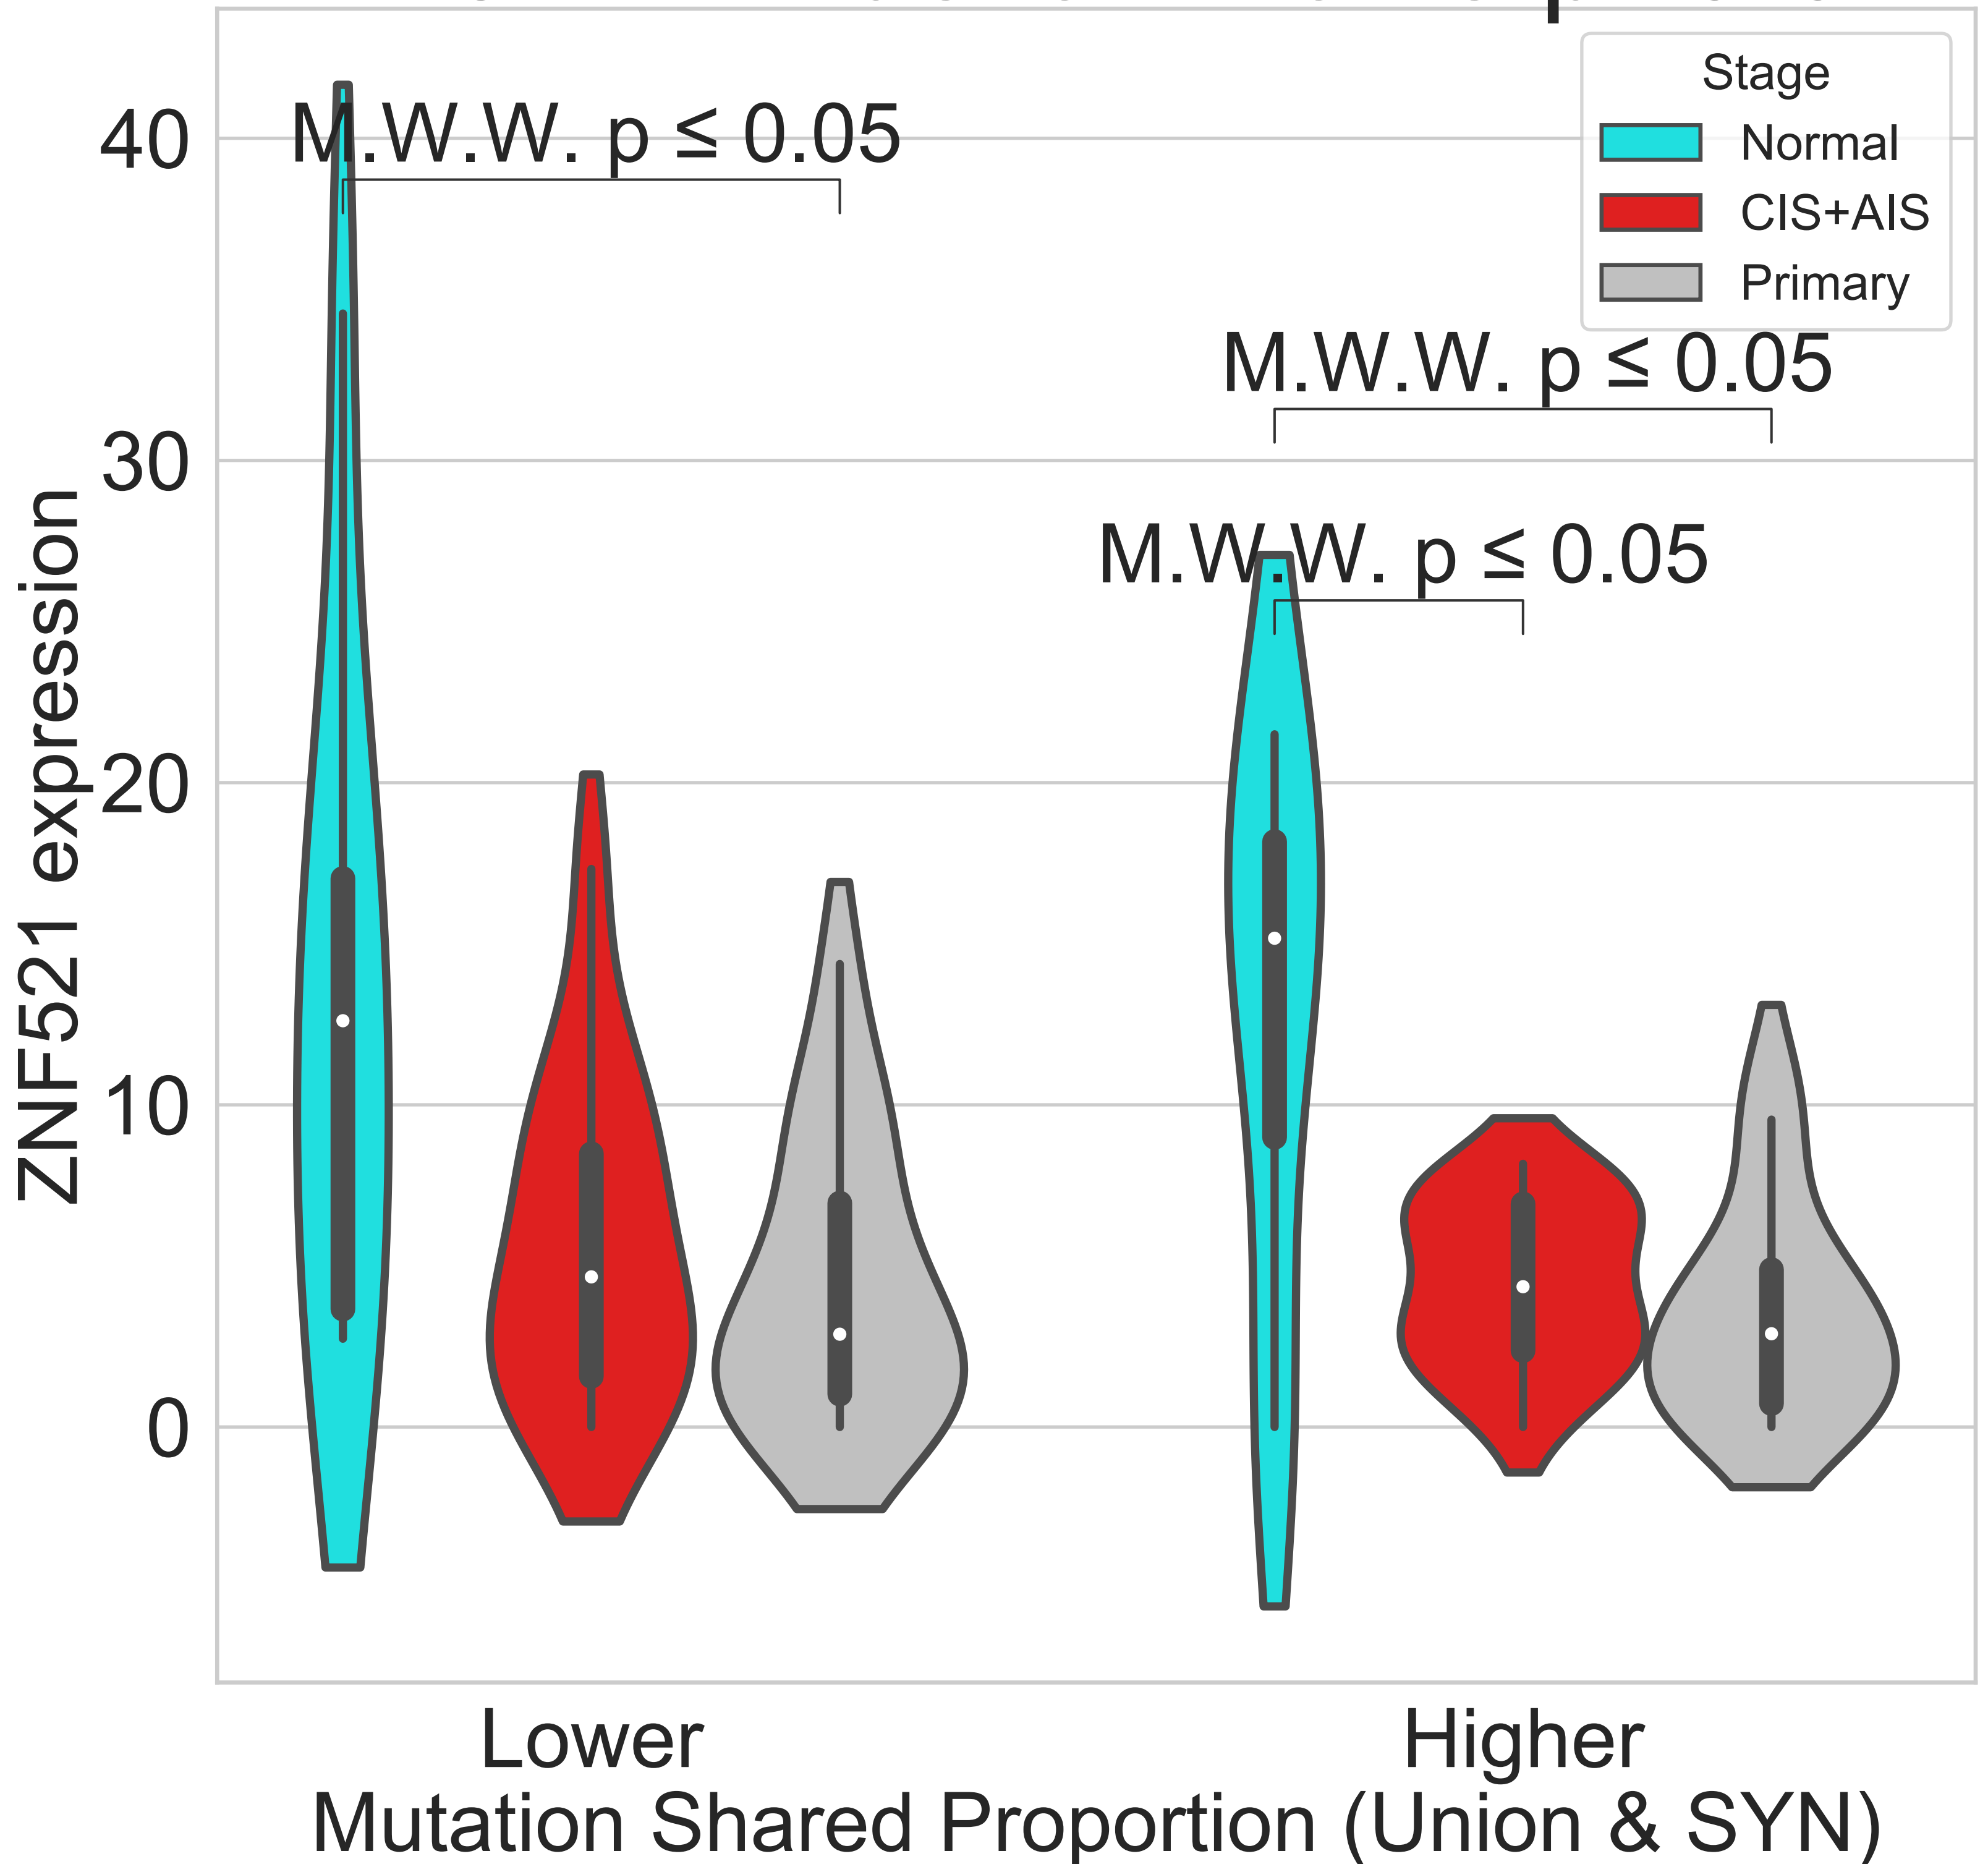 Stage
Normal
CIS+AIS
Primary
M.W.W. p ≤ 0.05
M.W.W. p ≤ 0.05
M.W.W. p ≤ 0.05
40
30
20
10
0
ZNF521 expression
Lower
Higher
Mutation Shared Proportion (Union & SYN)